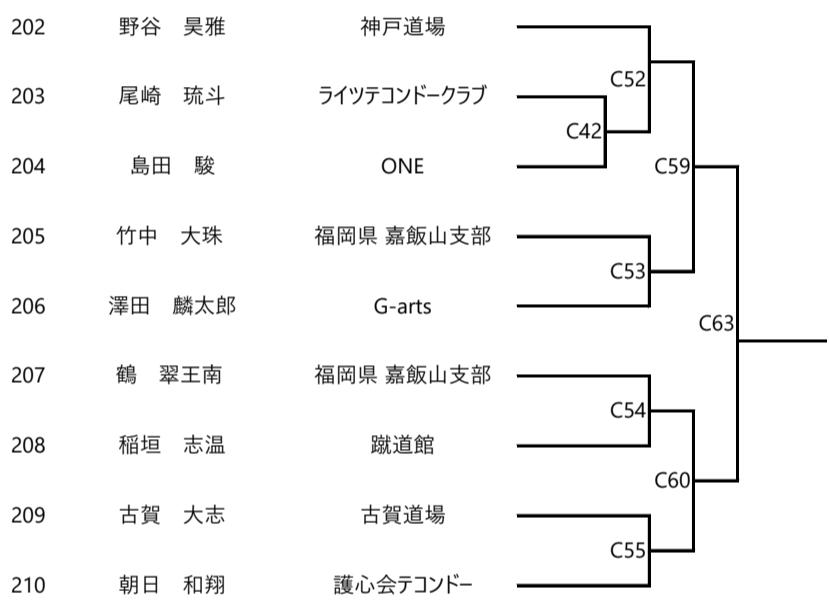 202 野谷　昊雅 神戸道場
C52
203 尾崎　琉斗 ライツテコンドークラブ
C42
204 島田　駿 ONE C59
205 竹中　大珠 福岡県 嘉飯山支部
C53
206 澤田　麟太郎 G-arts
C63
207 鶴　翠王南 福岡県 嘉飯山支部
C54
208 稲垣　志温 蹴道館
C60
209 古賀　大志 古賀道場
C55
210 朝日　和翔 護心会テコンドー